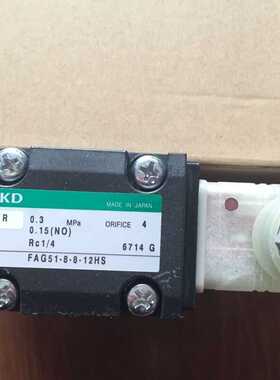 KD
MADE IN JAPAN
R 0.3 MPa ORIFICE 4
0.15(NO)
Rc1/4 6714 G
FAG51-8-8-12HS